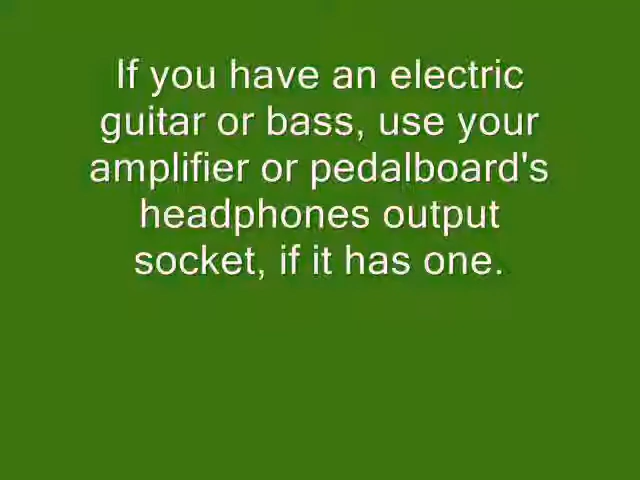 If you have an electric
guitar or bass, use your
amplifier or pedalboard's
headphones output
socket, if it has one.